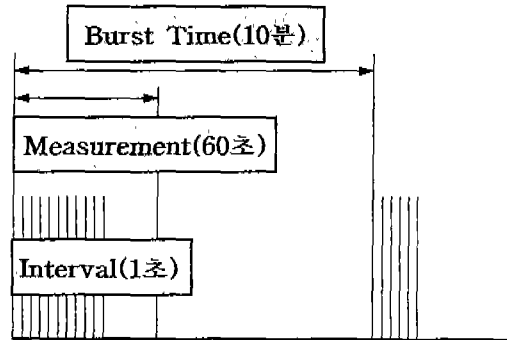 Burst Time(10분)
Measurement(60초)
Interval(1초)